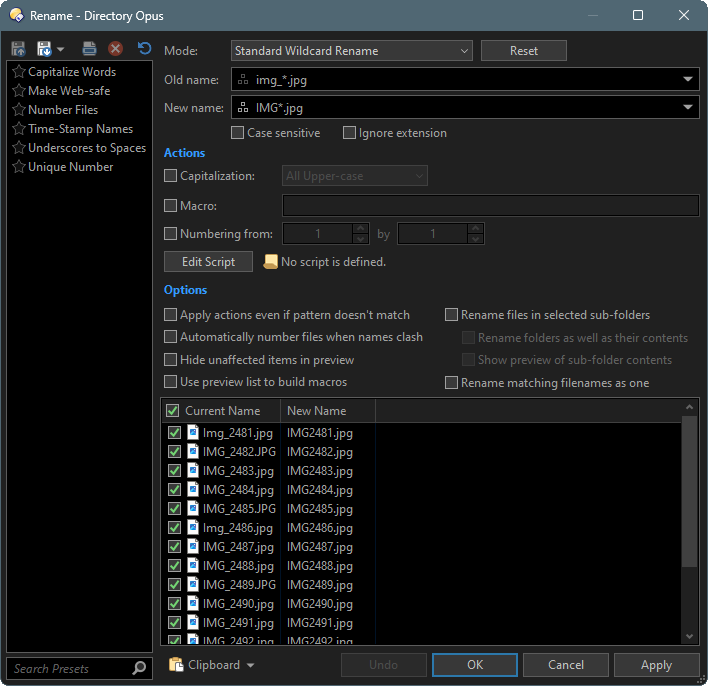 Rename - Directory Opus
Capitalize Words
Make Web-safe
Number Files
Time-Stamp Names
Underscores to Spaces
Unique Number
Search Presets
Mode: Standard Wildcard Rename Reset
Old name: img_*.jpg
New name: IMG*.jpg
Case sensitive Ignore extension
Actions
Capitalization: All Upper-case
Macro:
Numbering from: 1 by 1
Edit Script No script is defined.
Options
Apply actions even if pattern doesn't match Rename files in selected sub-folders
Automatically number files when names clash Rename folders as well as their contents
Hide unaffected items in preview Show preview of sub-folder contents
Use preview list to build macros Rename matching filenames as one
Current Name New Name
Img_2481.jpg IMG2481.jpg
IMG_2482.JPG IMG2482.jpg
IMG_2483.jpg IMG2483.jpg
IMG_2484.jpg IMG2484.jpg
IMG_2485.JPG IMG2485.jpg
Img_2486.jpg IMG2486.jpg
IMG_2487.jpg IMG2487.jpg
IMG_2488.jpg IMG2488.jpg
IMG_2489.JPG IMG2489.jpg
IMG_2490.jpg IMG2490.jpg
IMG_2491.jpg IMG2491.jpg
IMG_2492.jpg IMG2492.jpg
Clipboard Undo OK Cancel Apply